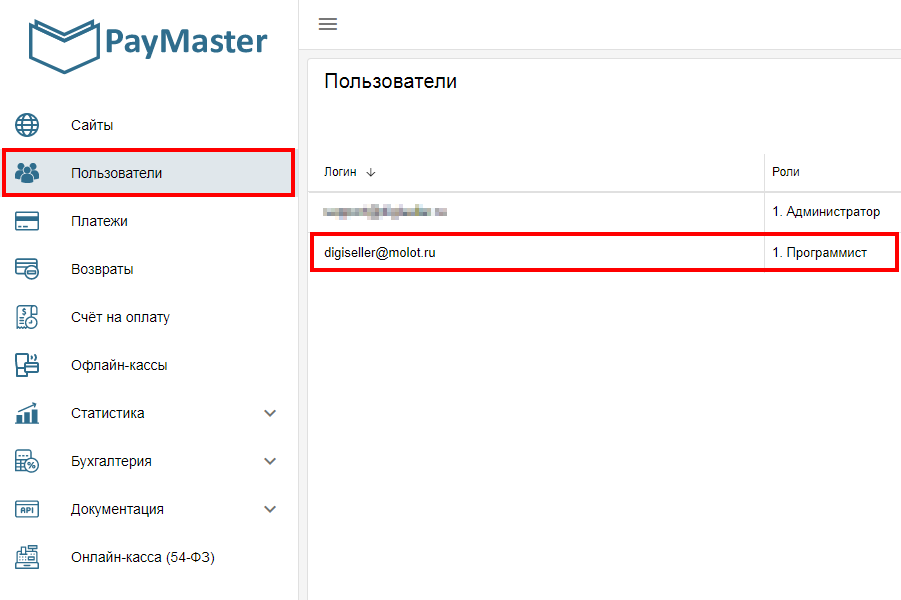 PayMaster
Сайты
Пользователи
Платежи
Возвраты
Счёт на оплату
Офлайн-кассы
Статистика
Бухгалтерия
API
Документация
Онлайн-касса (54-ФЗ)
Пользователи
Логин ↓ Роли
1. Администратор
digiseller@molot.ru 1. Программист